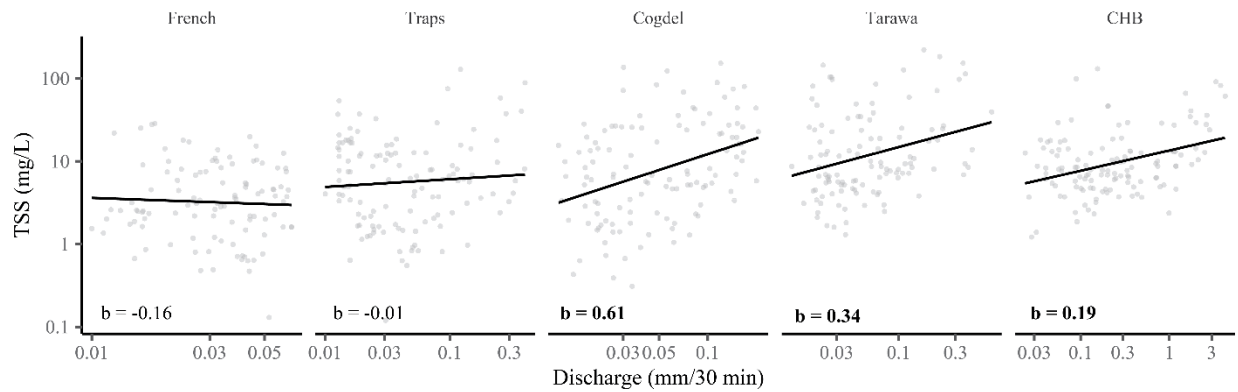 French Traps Cogdel Tarawa CHB
TSS (mg/L)
100
10
1
0.1
b = -0.16 b = -0.01 b = 0.61 b = 0.34 b = 0.19
0.01 0.03 0.05 0.01 0.03 0.1 0.3 0.03 0.05 0.1 0.03 0.1 0.3 0.03 0.1 0.3 1 3
Discharge (mm/30 min)